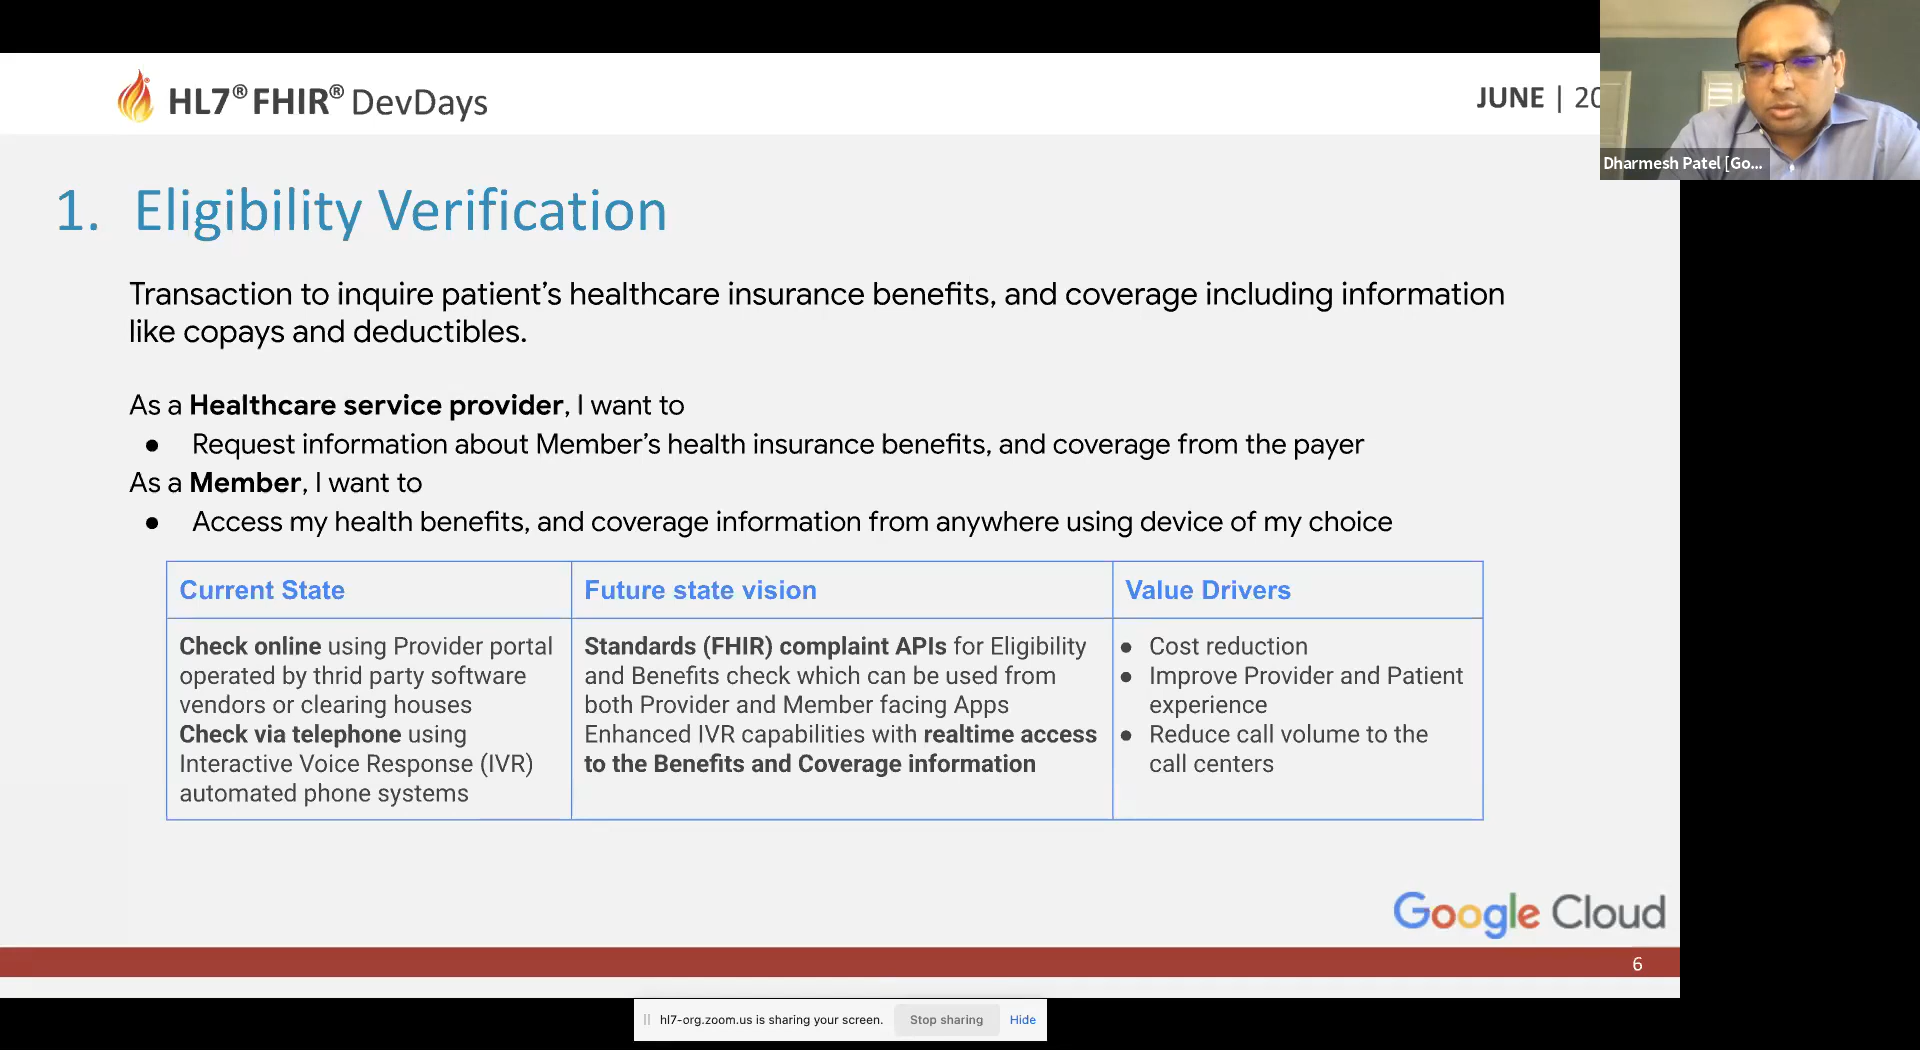 HL7® FHIR® DevDays
JUNE | 20
Dharmesh Patel [Go...
1. Eligibility Verification
Transaction to inquire patient’s healthcare insurance benefits, and coverage including information
like copays and deductibles.
As a Healthcare service provider, I want to
● Request information about Member’s health insurance benefits, and coverage from the payer
As a Member, I want to
● Access my health benefits, and coverage information from anywhere using device of my choice
Current State
Check online using Provider portal
operated by thrid party software
vendors or clearing houses
Check via telephone using
Interactive Voice Response (IVR)
automated phone systems
Future state vision
Standards (FHIR) complaint APIs for Eligibility
and Benefits check which can be used from
both Provider and Member facing Apps
Enhanced IVR capabilities with realtime access
to the Benefits and Coverage information
Value Drivers
● Cost reduction
● Improve Provider and Patient
experience
● Reduce call volume to the
call centers
Google Cloud
6
hl7-org.zoom.us is sharing your screen.
Stop sharing
Hide